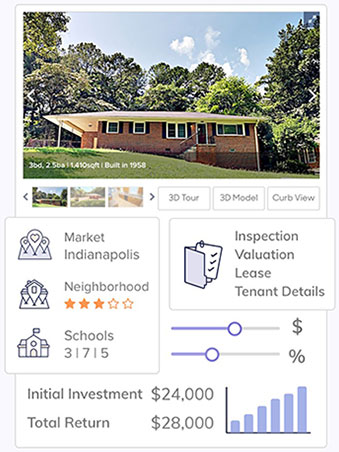 3bd, 2.5ba | 1,410sqft | Built in 1958
3D Tour
3D Model
Curb View
Market
Indianapolis
Neighborhood
Schools
3 | 7 | 5
Inspection
Valuation
Lease
Tenant Details
$
%
Initial Investment $24,000
Total Return $28,000